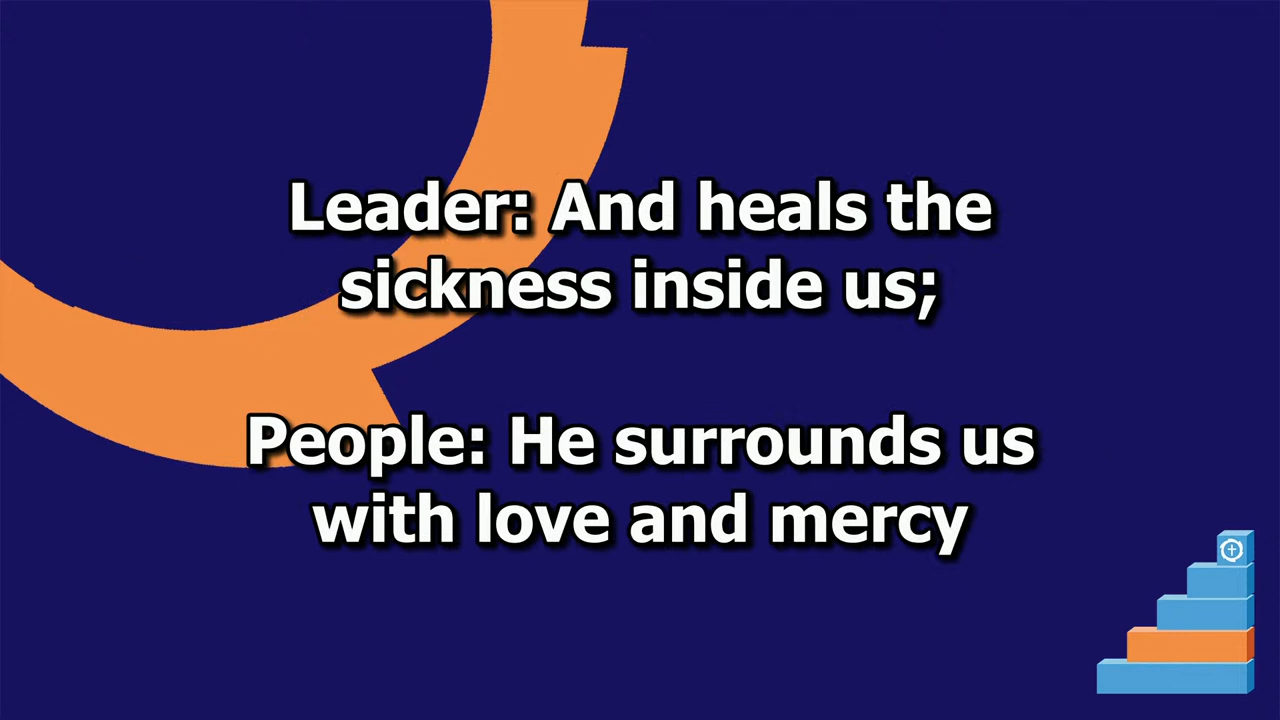 Leader: And heals the
sickness inside us;
People: He surrounds us
with love and mercy